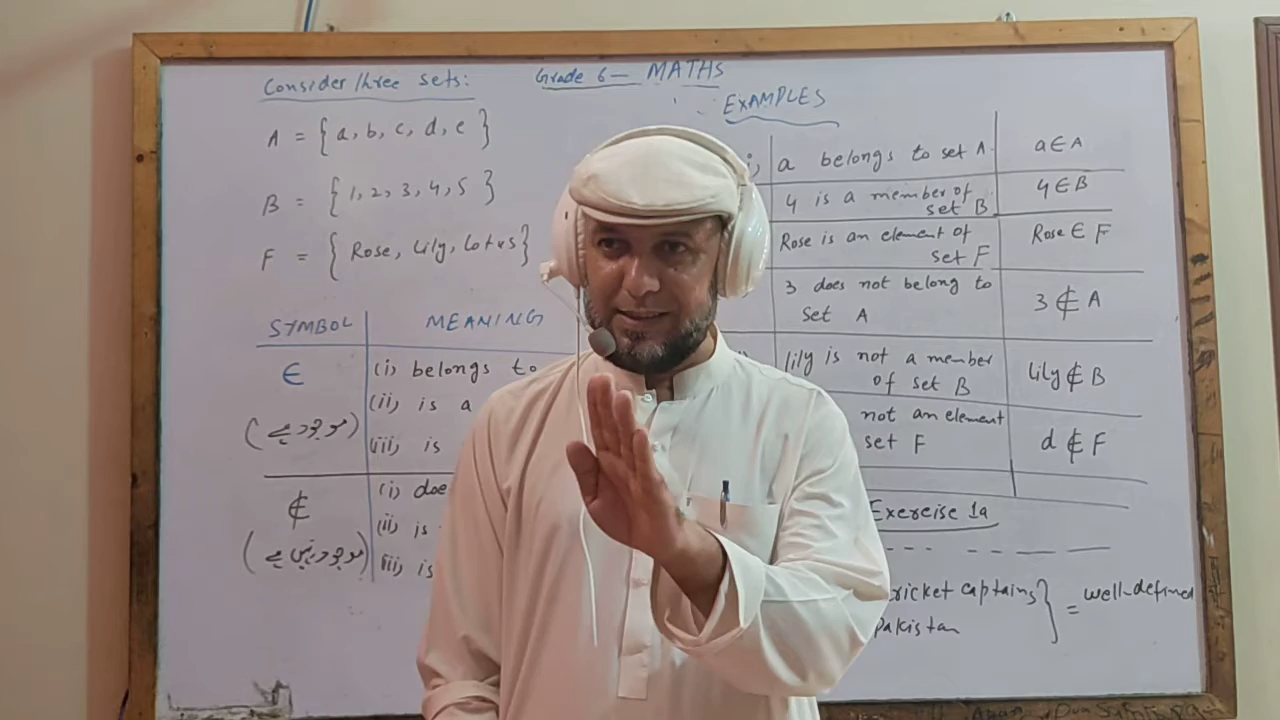 Grade 6 — MATHS
Consider three sets:
A = { a, b, c, d, e }
B = { 1, 2, 3, 4, 5 }
F = { Rose, Lily, Lotus }
SYMBOL MEANING
∈ (i) belongs to
(موجود ہے) (ii) is a
(iii) is
∉ (i) doe
(موجود نہیں ہے) (ii) is
(iii) is
EXAMPLES
i) a belongs to set A. a ∈ A
4 is a member of 4 ∈ B
set B
Rose is an element of Rose ∈ F
set F
3 does not belong to 3 ∉ A
set A
lily is not a member lily ∉ B
of set B
not an element d ∉ F
set F
Exercise 1a
cricket captains } = well-defined
Pakistan